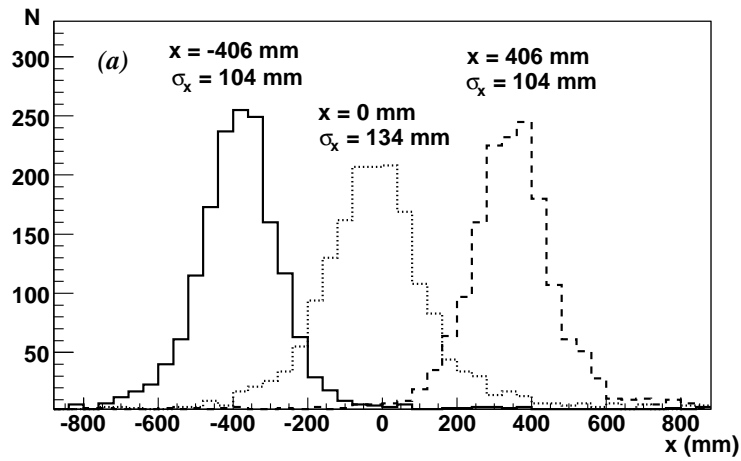 N
(a)
x = -406 mm
σx = 104 mm
x = 0 mm
σx = 134 mm
x = 406 mm
σx = 104 mm
300
250
200
150
100
50
-800 -600 -400 -200 0 200 400 600 800
x (mm)